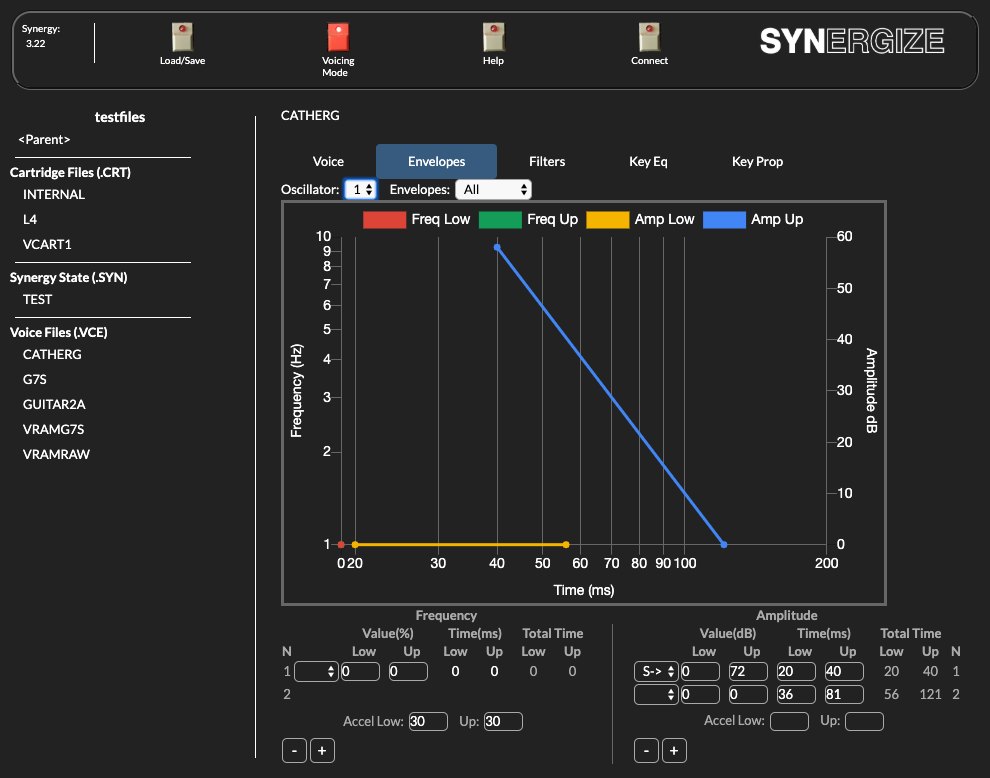 Synergy:
3.22
Load/Save
Voicing
Mode
Help
Connect
SYNERGIZE
testfiles
<Parent>
Cartridge Files (.CRT)
INTERNAL
L4
VCART1
Synergy State (.SYN)
TEST
Voice Files (.VCE)
CATHERG
G7S
GUITAR2A
VRAMG7S
VRAMRAW
CATHERG
Voice Envelopes Filters Key Eq Key Prop
Oscillator: 1 Envelopes: All
Freq Low Freq Up Amp Low Amp Up
Frequency (Hz)
10
9
8
7
6
5
4
3
2
1
60
50
40
30
20
10
0
Amplitude dB
0 20 30 40 50 60 70 80 90 100 200
Time (ms)
Frequency
Value(%) Time(ms) Total Time
N Low Up Low Up Low Up
1 0 0 0 0 0 0
2
Accel Low: 30 Up: 30
- +
Amplitude
Value(dB) Time(ms) Total Time
Low Up Low Up Low Up N
S-> 0 72 20 40 20 40 1
0 0 36 81 56 121 2
Accel Low: Up:
- +